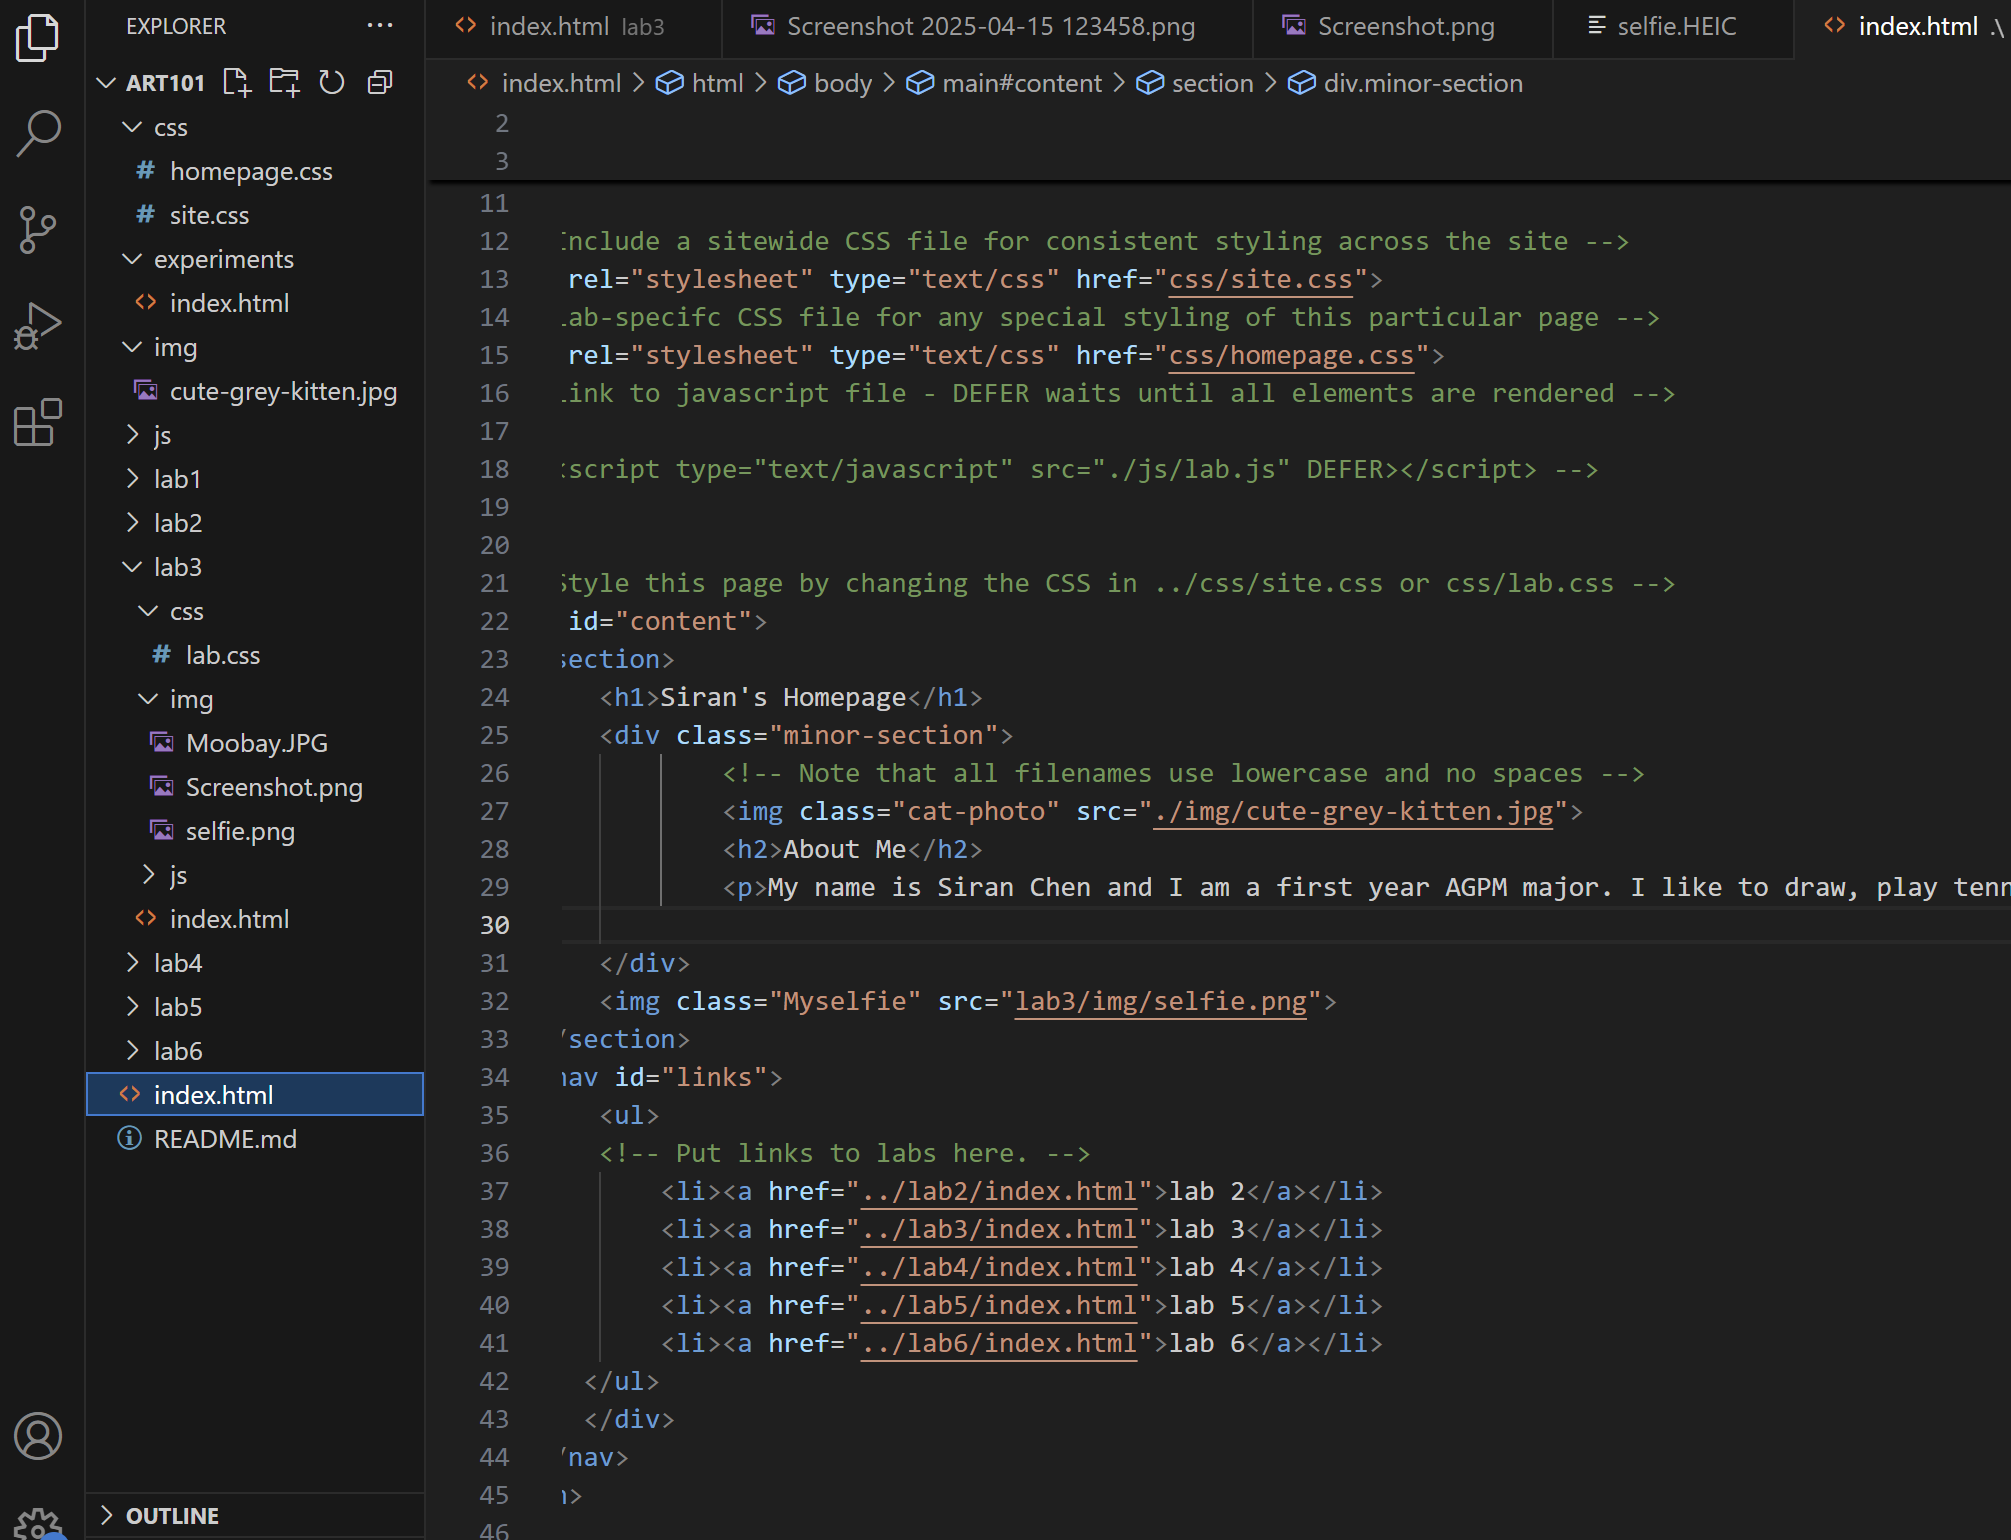 EXPLORER
ART101
css
# homepage.css
# site.css
experiments
<> index.html
img
cute-grey-kitten.jpg
js
lab1
lab2
lab3
css
# lab.css
img
Moobay.JPG
Screenshot.png
selfie.png
js
<> index.html
lab4
lab5
lab6
<> index.html
README.md
OUTLINE
<> index.html lab3
Screenshot 2025-04-15 123458.png
Screenshot.png
selfie.HEIC
<> index.html .\
<> index.html > html > body > main#content > section > div.minor-section
2
3
11
12 Include a sitewide CSS file for consistent styling across the site -->
13 rel="stylesheet" type="text/css" href="css/site.css">
14 Lab-specifc CSS file for any special styling of this particular page -->
15 rel="stylesheet" type="text/css" href="css/homepage.css">
16 Link to javascript file - DEFER waits until all elements are rendered -->
17
18 <script type="text/javascript" src="./js/lab.js" DEFER></script> -->
19
20
21 Style this page by changing the CSS in ../css/site.css or css/lab.css -->
22 id="content">
23 section>
24 <h1>Siran's Homepage</h1>
25 <div class="minor-section">
26 <!-- Note that all filenames use lowercase and no spaces -->
27 <img class="cat-photo" src="./img/cute-grey-kitten.jpg">
28 <h2>About Me</h2>
29 <p>My name is Siran Chen and I am a first year AGPM major. I like to draw, play tenn
30
31 </div>
32 <img class="Myselfie" src="lab3/img/selfie.png">
33 /section>
34 nav id="links">
35 <ul>
36 <!-- Put links to labs here. -->
37 <li><a href="../lab2/index.html">lab 2</a></li>
38 <li><a href="../lab3/index.html">lab 3</a></li>
39 <li><a href="../lab4/index.html">lab 4</a></li>
40 <li><a href="../lab5/index.html">lab 5</a></li>
41 <li><a href="../lab6/index.html">lab 6</a></li>
42 </ul>
43 </div>
44 /nav>
45 n>
46